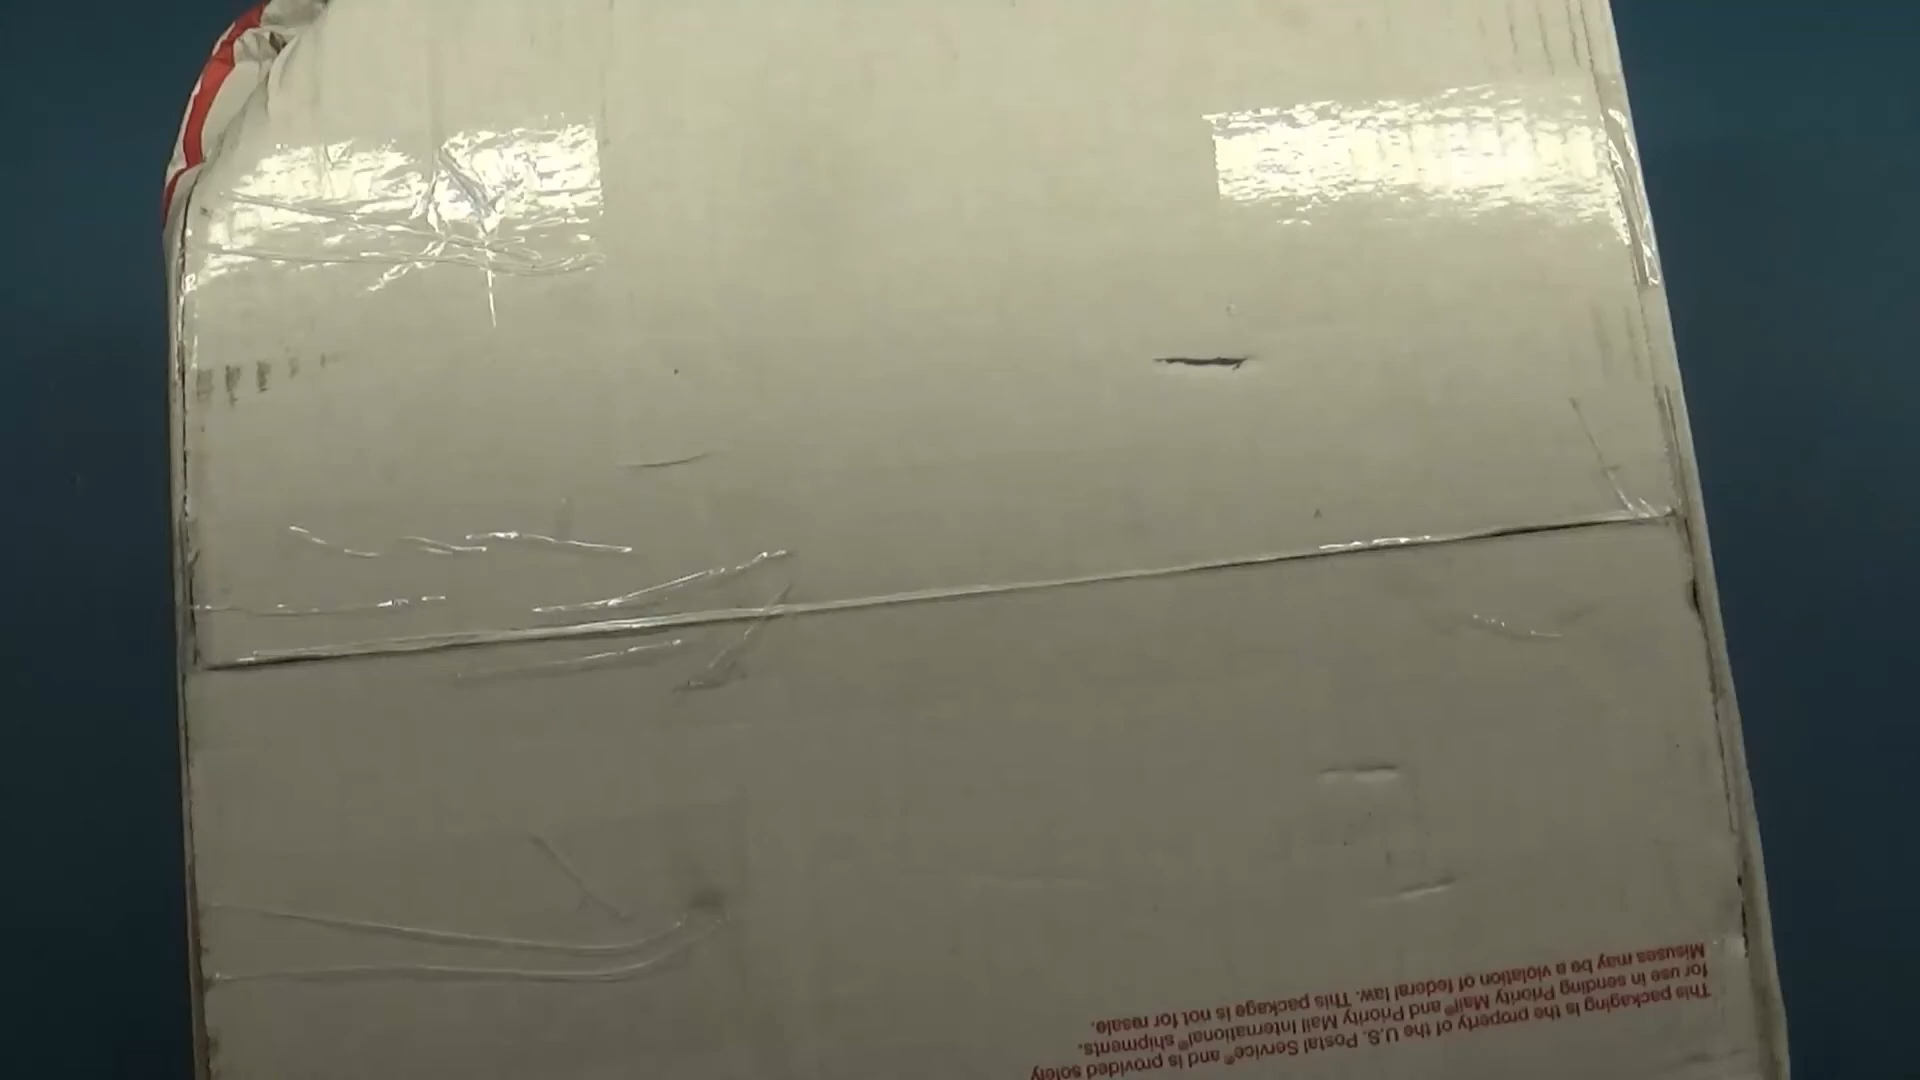 This packaging is the property of the U.S. Postal Service® and is provided solely
for use in sending Priority Mail® and Priority Mail International® shipments.
Misuses may be a violation of federal law. This package is not for resale.